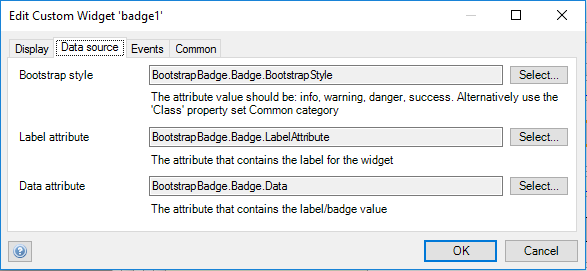 Edit Custom Widget 'badge1'
Display Data source Events Common
Bootstrap style BootstrapBadge.Badge.BootstrapStyle Select...
The attribute value should be: info, warning, danger, success. Alternatively use the
'Class' property set Common category
Label attribute BootstrapBadge.Badge.LabelAttribute Select...
The attribute that contains the label for the widget
Data attribute BootstrapBadge.Badge.Data Select...
The attribute that contains the label/badge value
? OK Cancel